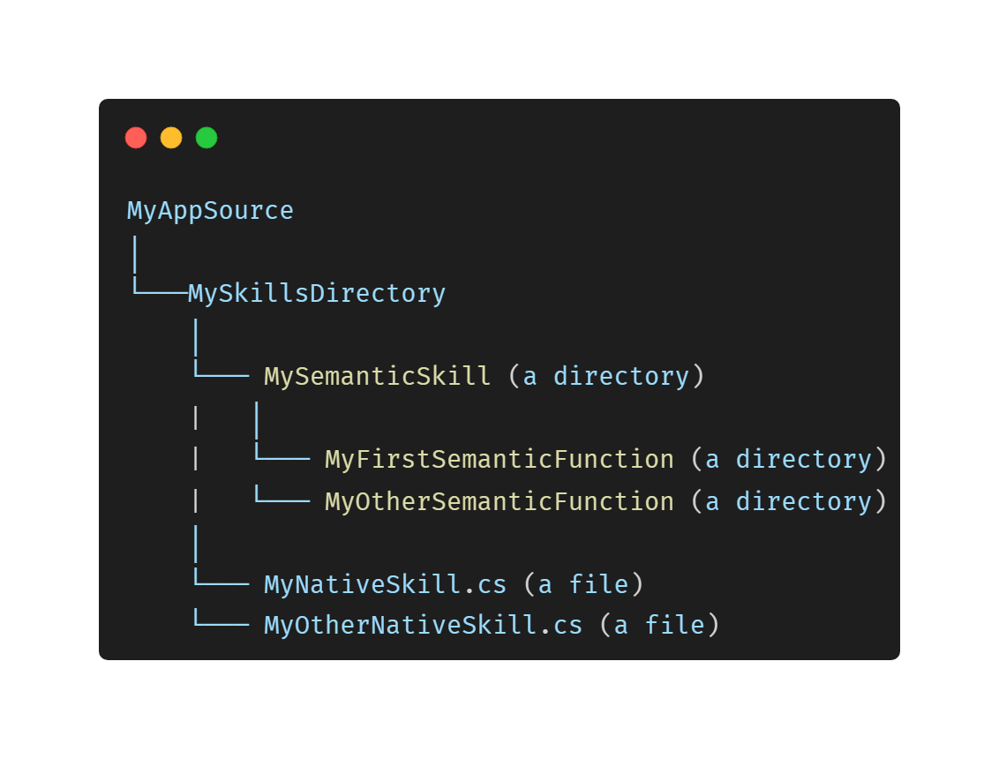 MyAppSource
│
└───MySkillsDirectory
    │
    └─── MySemanticSkill (a directory)
    |   │
    |   └─── MyFirstSemanticFunction (a directory)
    |   └─── MyOtherSemanticFunction (a directory)
    │
    └─── MyNativeSkill.cs (a file)
    └─── MyOtherNativeSkill.cs (a file)